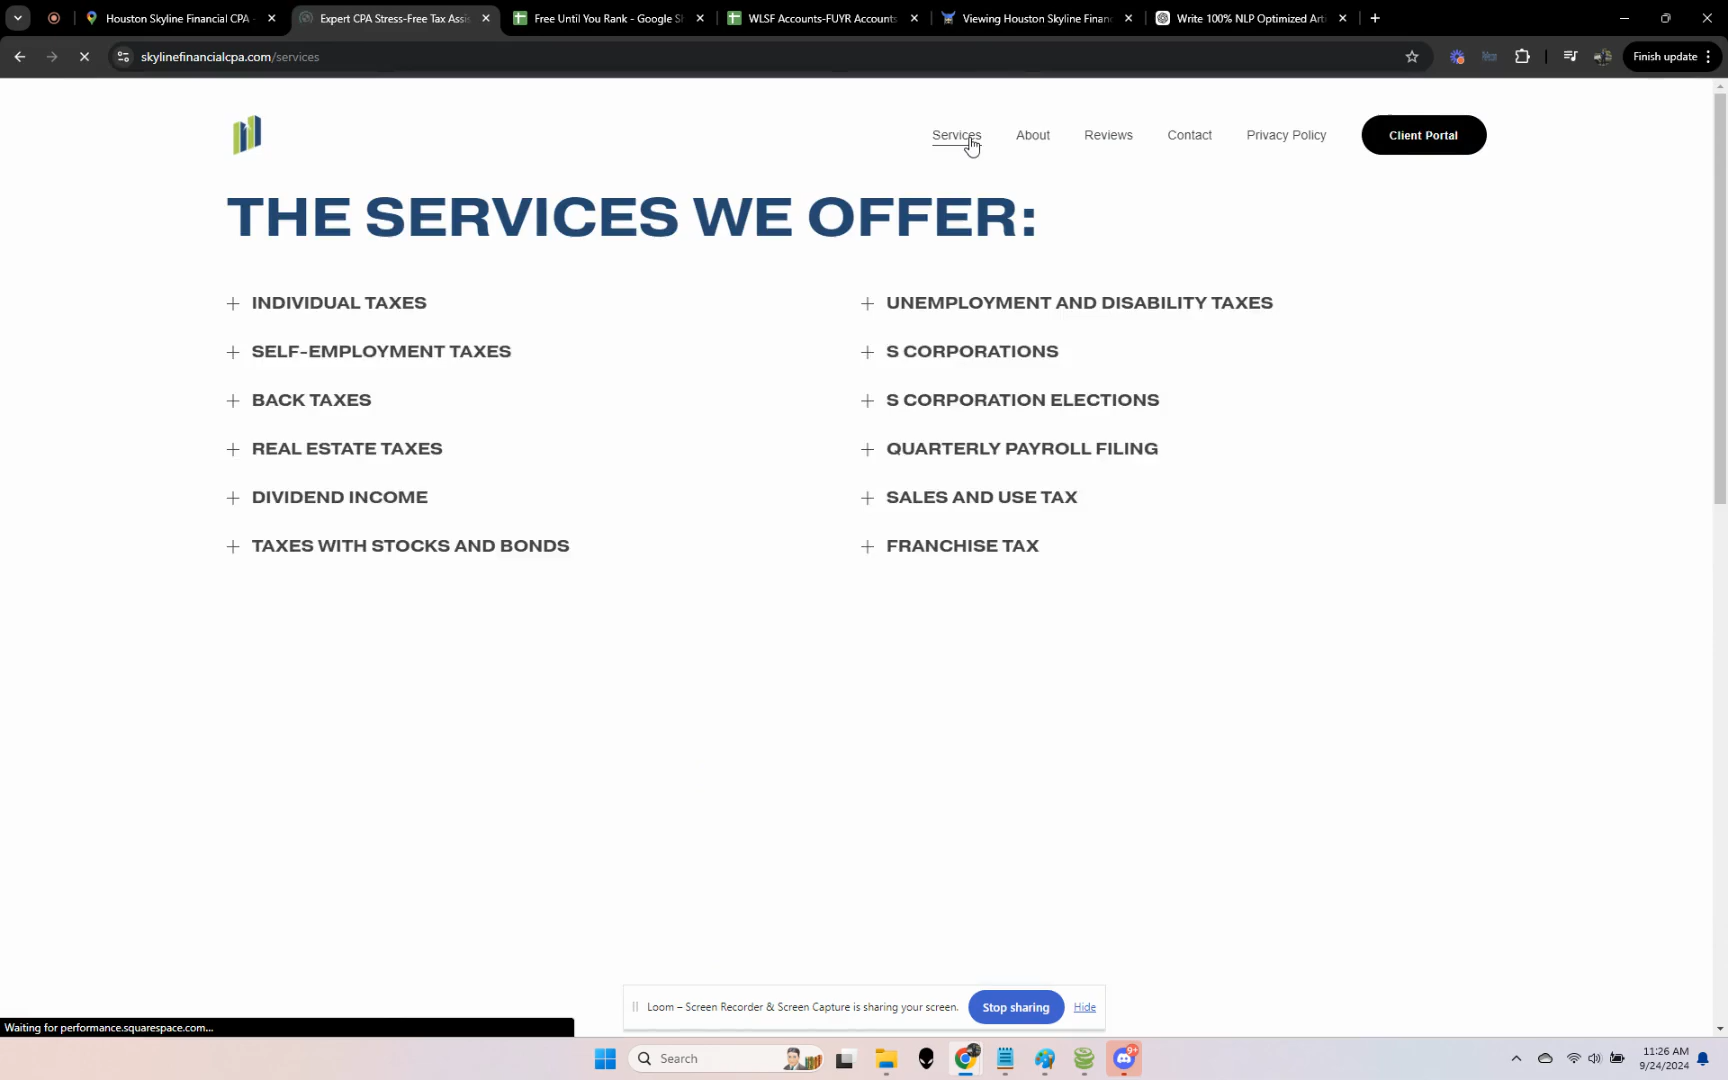 Houston Skyline Financial CPA
Expert CPA Stress-Free Tax Assis
Free Until You Rank - Google Sh
WLSF Accounts-FUYR Accounts
Viewing Houston Skyline Financ
Write 100% NLP Optimized Arti
skylinefinancialcpa.com/services
Finish update
Services
About
Reviews
Contact
Privacy Policy
Client Portal
THE SERVICES WE OFFER:
INDIVIDUAL TAXES
SELF-EMPLOYMENT TAXES
BACK TAXES
REAL ESTATE TAXES
DIVIDEND INCOME
TAXES WITH STOCKS AND BONDS
UNEMPLOYMENT AND DISABILITY TAXES
S CORPORATIONS
S CORPORATION ELECTIONS
QUARTERLY PAYROLL FILING
SALES AND USE TAX
FRANCHISE TAX
Loom – Screen Recorder & Screen Capture is sharing your screen.
Stop sharing
Hide
Waiting for performance.squarespace.com...
Search
9+
11:26 AM
9/24/2024